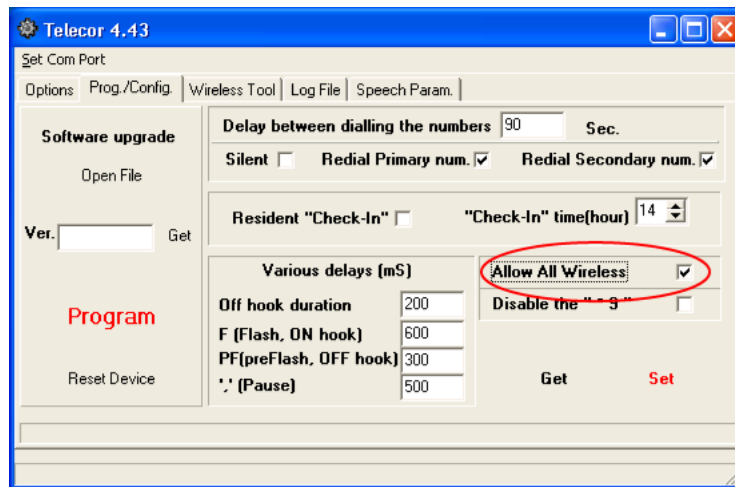 Telecor 4.43
Set Com Port
Options Prog./Config. Wireless Tool Log File Speech Param.
Software upgrade
Open File
Ver. Get
Program
Reset Device
Delay between dialling the numbers 90 Sec.
Silent Redial Primary num. Redial Secondary num.
Resident "Check-In" "Check-In" time(hour) 14
Various delays (mS)
Off hook duration 200
F (Flash, ON hook) 600
PF(preFlash, OFF hook) 300
',' (Pause) 500
Allow All Wireless
Disable the
Get Set